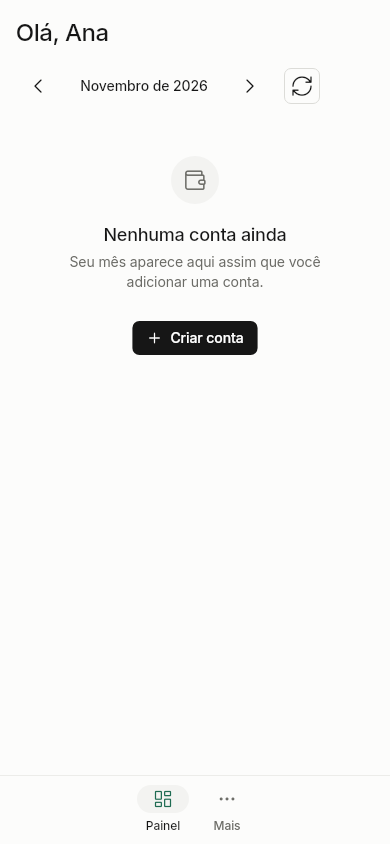 Olá, Ana
Novembro de 2026
Nenhuma conta ainda
Seu mês aparece aqui assim que você
adicionar uma conta.
Criar conta
Painel
Mais